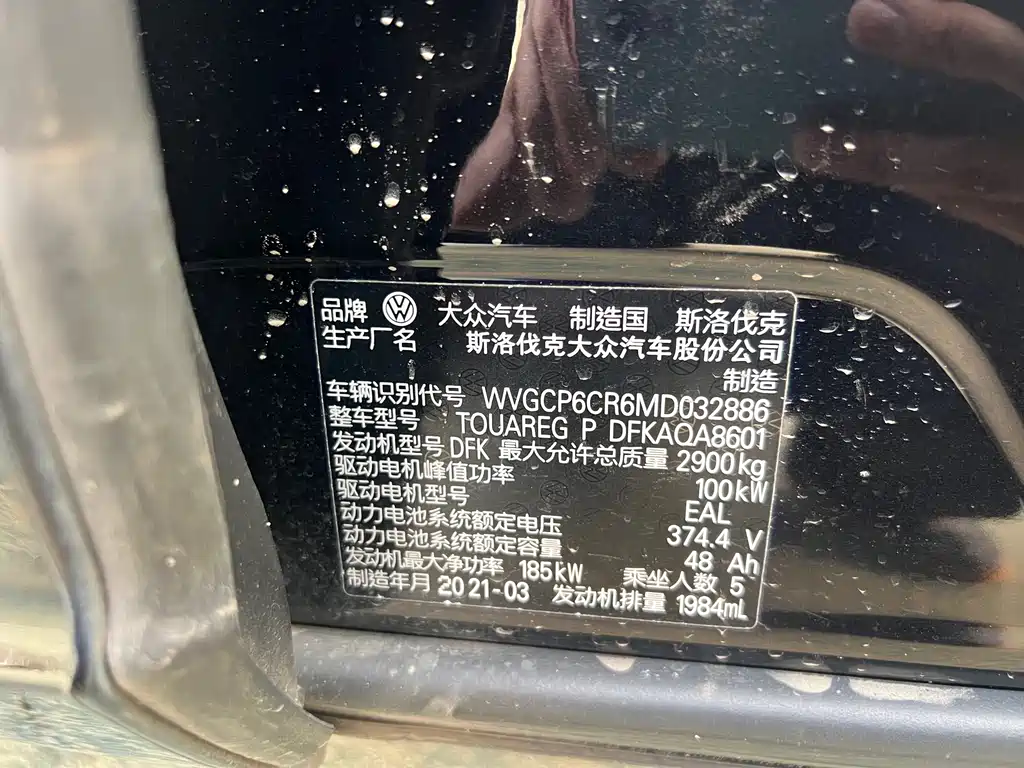 品牌 大众汽车 制造国 斯洛伐克
生产厂名 斯洛伐克大众汽车股份公司
制造
车辆识别代号 WVGCP6CR6MD032886
整车型号 TOUAREG P DFKAQA8601
发动机型号 DFK 最大允许总质量 2900kg
驱动电机峰值功率 100kW
驱动电机型号 EAL
动力电池系统额定电压 374.4 V
动力电池系统额定容量 48 Ah
发动机最大净功率 185kW 乘坐人数 5
制造年月 2021-03 发动机排量 1984mL